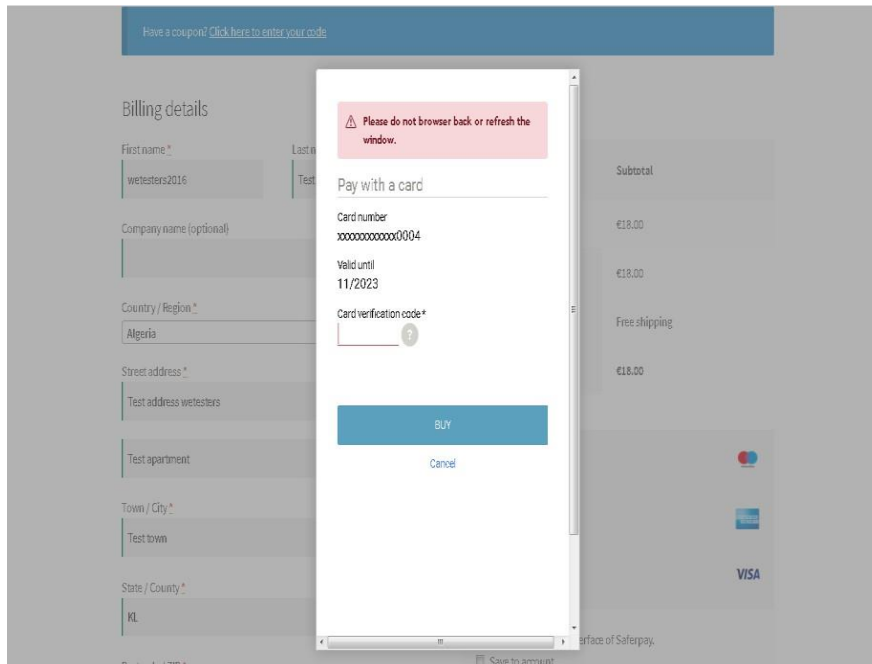 Have a coupon? Click here to enter your code
Billing details
First name *
Last n
wetesters2016
Test
Company name (optional)
Country / Region *
Algeria
Street address *
Test address wetesters
Test apartment
Town / City *
Test town
State / County *
KL
Please do not browser back or refresh the
window.
Pay with a card
Card number
xxxxxxxxxxxx0004
Valid until
11/2023
Card verification code*
?
BUY
Cancel
Subtotal
€18.00
€18.00
Free shipping
€18.00
VISA
erface of Saferpay.
Save to account